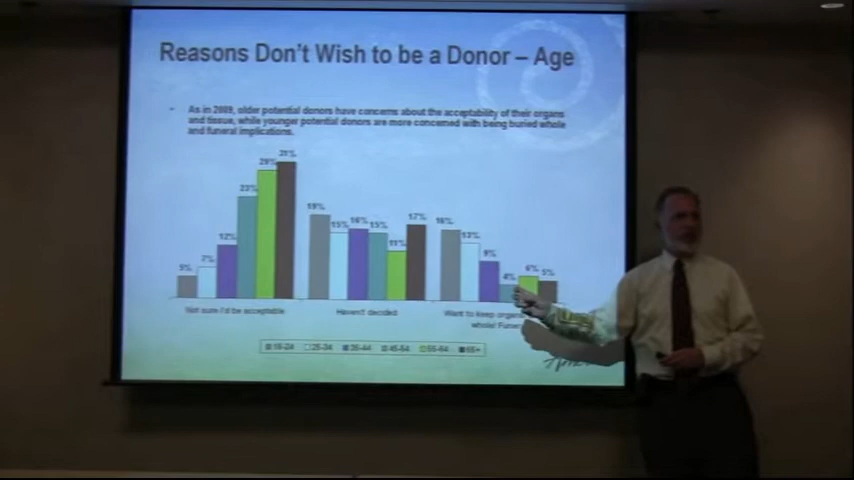 Reasons Don't Wish to be a Donor – Age
- As in 2009, older potential donors have concerns about the acceptability of their organs
and tissue, while younger potential donors are more concerned with being buried whole
and funeral implications.
5% 7% 12% 23% 29% 31% 19% 15% 16% 15% 11% 17% 16% 13% 9% 4% 6% 5%
Not sure I'd be acceptable Haven't decided Want to keep organs
whole/ Funer
18-24 25-34 35-44 45-54 55-64 65+